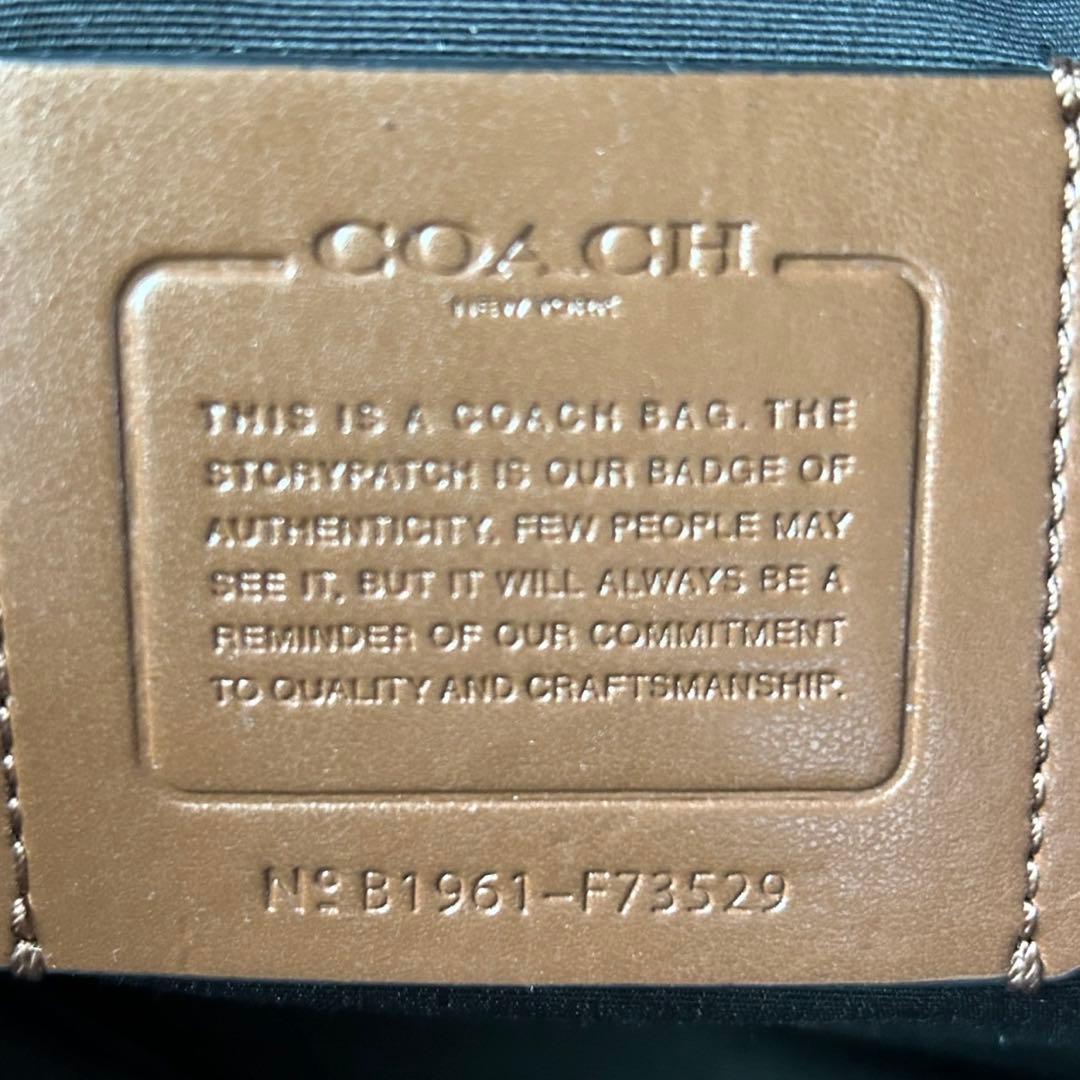 COACH
NEW YORK
THIS IS A COACH BAG. THE
STORYPATCH IS OUR BADGE OF
AUTHENTICITY. FEW PEOPLE MAY
SEE IT, BUT IT WILL ALWAYS BE A
REMINDER OF OUR COMMITMENT
TO QUALITY AND CRAFTSMANSHIP.
Nº B1961-F73529